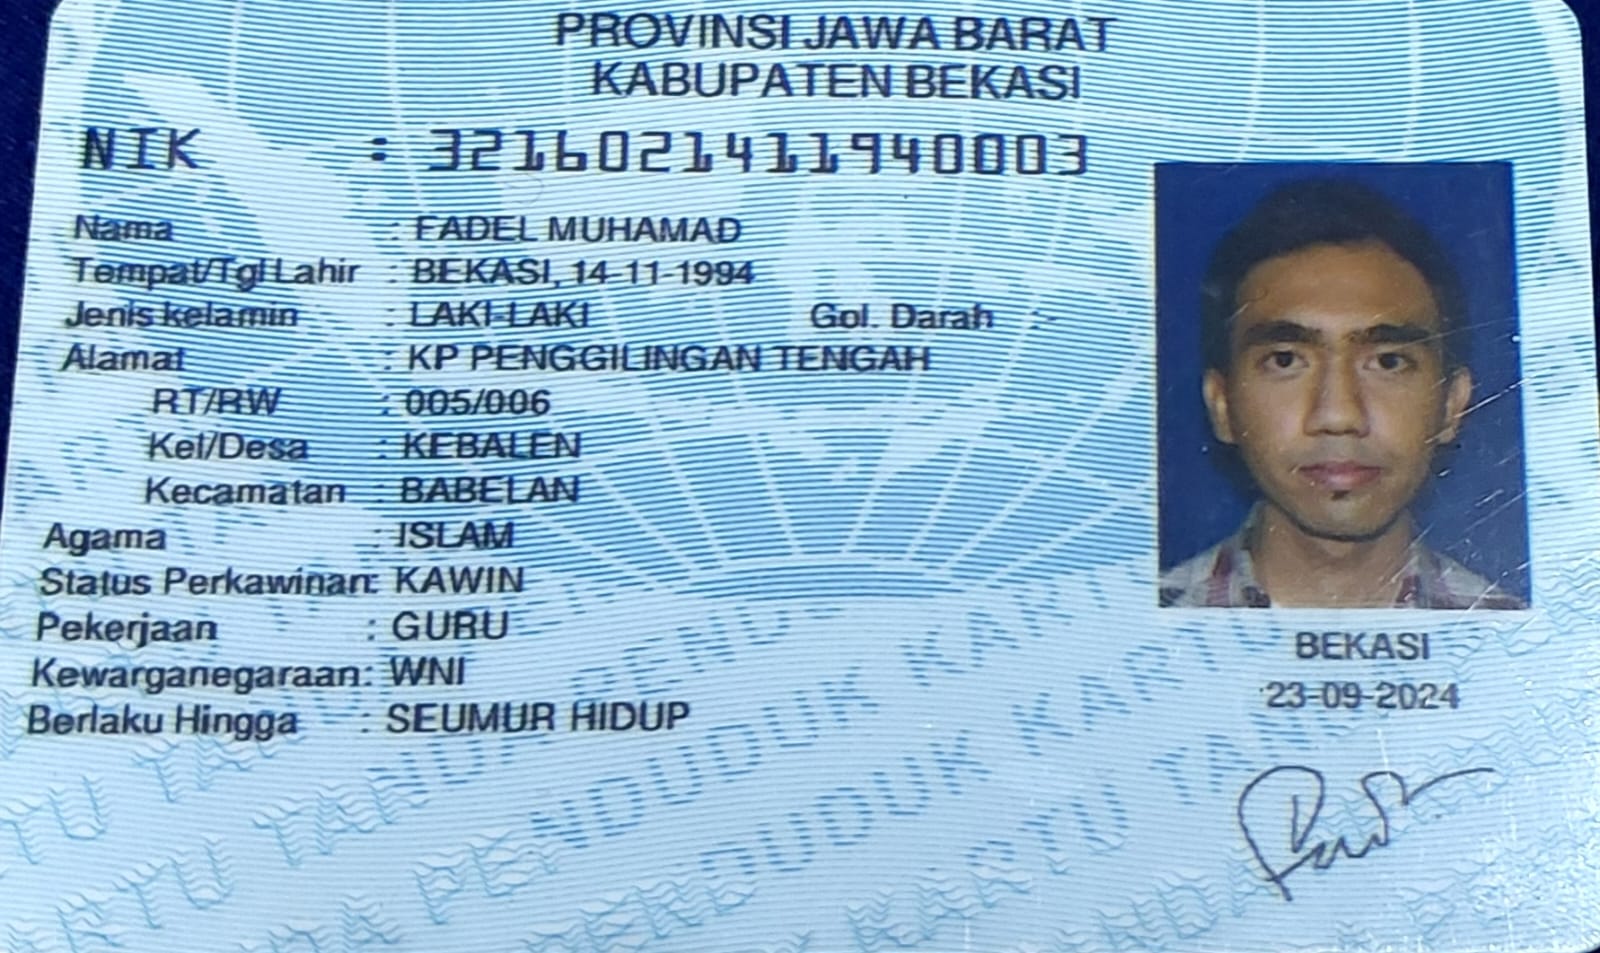 PROVINSI JAWA BARAT
KABUPATEN BEKASI
NIK : 3216021411940003
Nama : FADEL MUHAMAD
Tempat/Tgl Lahir : BEKASI, 14-11-1994
Jenis kelamin : LAKI-LAKI Gol. Darah : -
Alamat : KP PENGGILINGAN TENGAH
RT/RW : 005/006
Kel/Desa : KEBALEN
Kecamatan : BABELAN
Agama : ISLAM
Status Perkawinan: KAWIN
Pekerjaan : GURU
Kewarganegaraan: WNI
Berlaku Hingga : SEUMUR HIDUP
BEKASI
23-09-2024